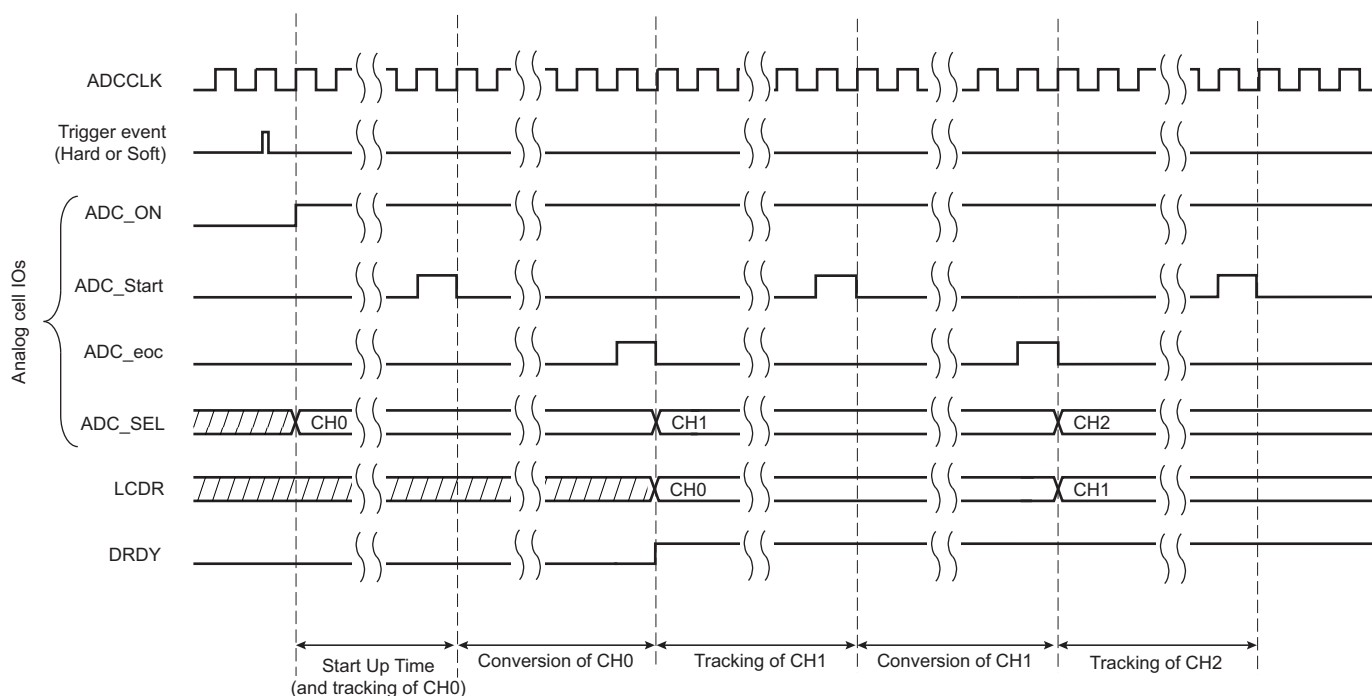 ADCCLK
Trigger event
(Hard or Soft)
Analog cell IOs
ADC_ON
ADC_Start
ADC_eoc
ADC_SEL
CH0
CH1
CH2
LCDR
CH0
CH1
DRDY
Start Up Time
(and tracking of CH0)
Conversion of CH0
Tracking of CH1
Conversion of CH1
Tracking of CH2